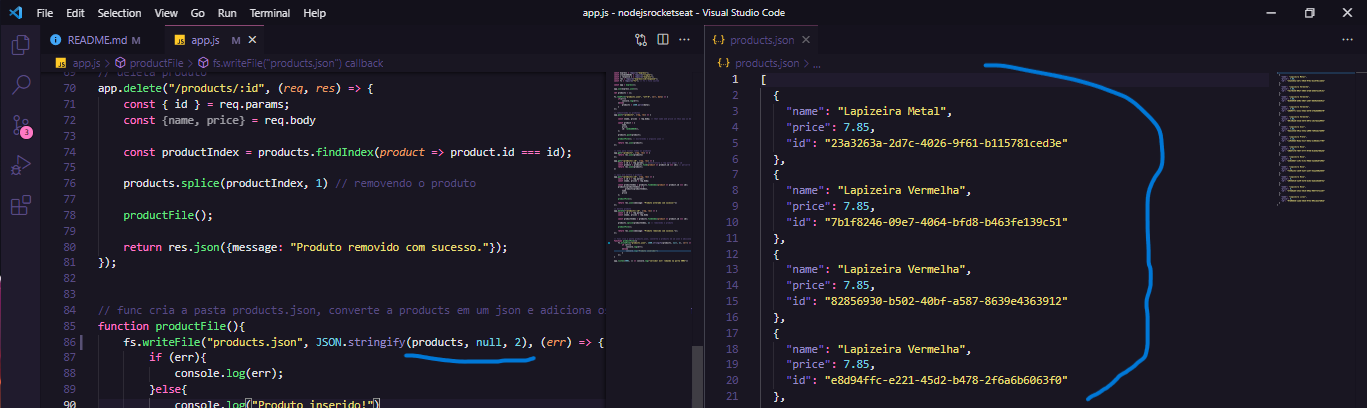 File Edit Selection View Go Run Terminal Help
app.js - nodejsrocketseat - Visual Studio Code
README.md M
JS app.js M
JS app.js > productFile > fs.writeFile("products.json") callback
69 // deleta produto
70 app.delete("/products/:id", (req, res) => {
71 const { id } = req.params;
72 const {name, price} = req.body
73
74 const productIndex = products.findIndex(product => product.id === id);
75
76 products.splice(productIndex, 1) // removendo o produto
77
78 productFile();
79
80 return res.json({message: "Produto removido com sucesso."});
81 });
82
83
84 // func cria a pasta products.json, converte a products em um json e adiciona o
85 function productFile(){
86 fs.writeFile("products.json", JSON.stringify(products, null, 2), (err) => {
87 if (err){
88 console.log(err);
89 }else{
90 console.log("Produto inserido!")
3
{..} products.json
{..} products.json > ...
1 [
2 {
3 "name": "Lapizeira Metal",
4 "price": 7.85,
5 "id": "23a3263a-2d7c-4026-9f61-b115781ced3e"
6 },
7 {
8 "name": "Lapizeira Vermelha",
9 "price": 7.85,
10 "id": "7b1f8246-09e7-4064-bfd8-b463fe139c51"
11 },
12 {
13 "name": "Lapizeira Vermelha",
14 "price": 7.85,
15 "id": "82856930-b502-40bf-a587-8639e4363912"
16 },
17 {
18 "name": "Lapizeira Vermelha",
19 "price": 7.85,
20 "id": "e8d94ffc-e221-45d2-b478-2f6a6b6063f0"
21 },